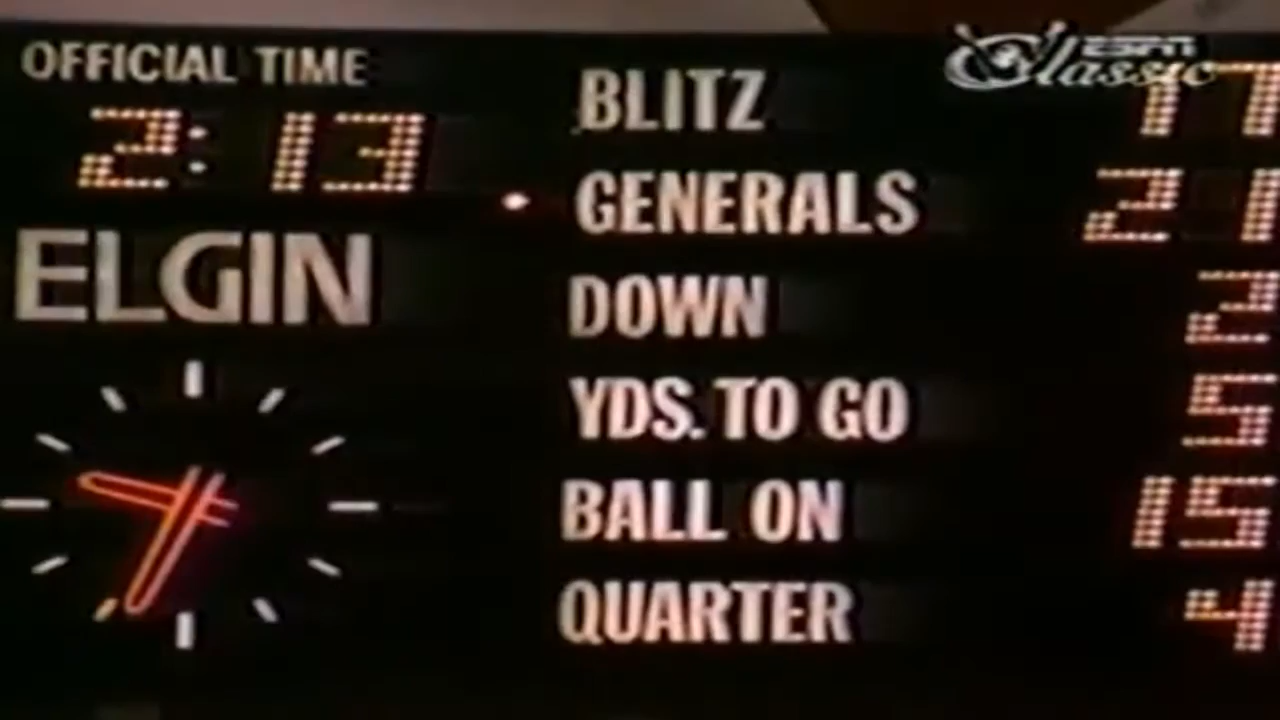 OFFICIAL TIME
2:13
ELGIN
BLITZ 17
GENERALS 21
DOWN 2
YDS. TO GO 5
BALL ON 15
QUARTER 4
ESPN
Classic